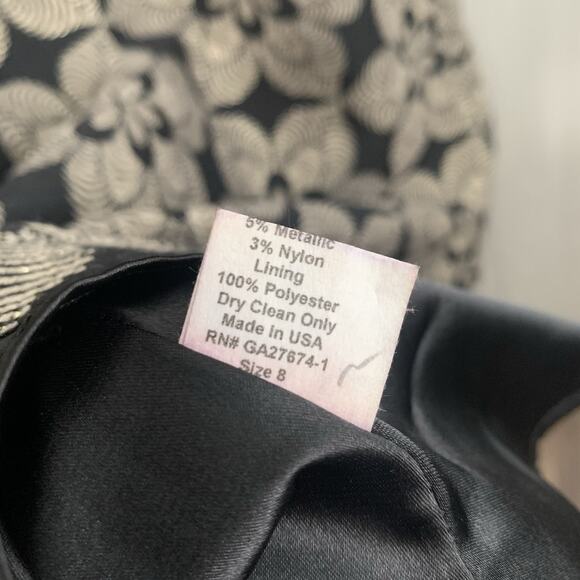 5% Metallic
3% Nylon
Lining
100% Polyester
Dry Clean Only
Made in USA
RN# GA27674-1
Size 8